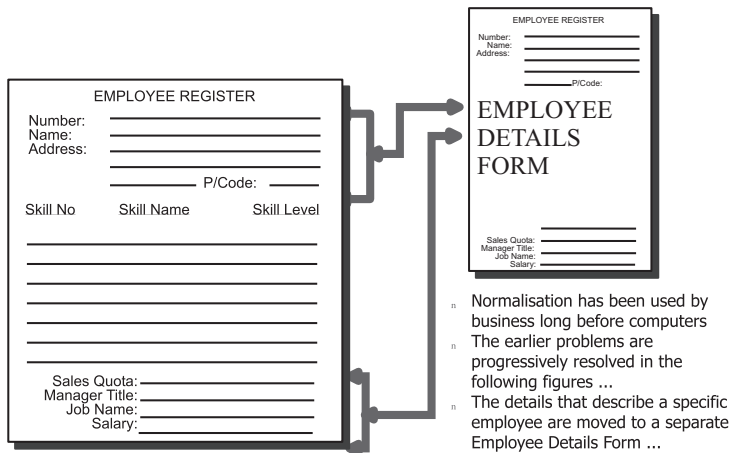 EMPLOYEE REGISTER
Number:
Name:
Address:
P/Code:
Skill No Skill Name Skill Level
Sales Quota:
Manager Title:
Job Name:
Salary:
EMPLOYEE REGISTER
Number:
Name:
Address:
P/Code:
EMPLOYEE
DETAILS
FORM
Sales Quota:
Manager Title:
Job Name:
Salary:
n Normalisation has been used by
business long before computers
n The earlier problems are
progressively resolved in the
following figures ...
n The details that describe a specific
employee are moved to a separate
Employee Details Form ...